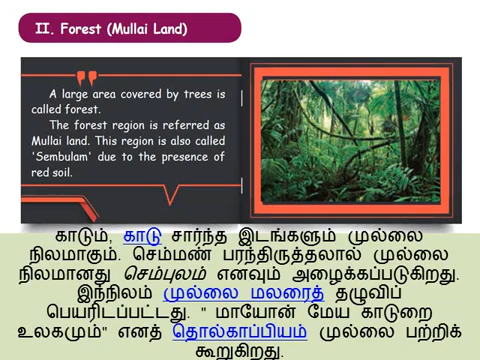 II. Forest (Mullai Land)
A large area covered by trees is
called forest.
The forest region is referred as
Mullai land. This region is also called
'Sembulam' due to the presence of
red soil.
காடும், காடு சார்ந்த இடங்களும் முல்லை
நிலமாகும். செம்மண் பரந்திருத்தலால் முல்லை
நிலமானது செம்புலம் எனவும் அழைக்கப்படுகிறது.
இந்நிலம் முல்லை மலரைத் தழுவிப்
பெயரிடப்பட்டது. " மாயோன் மேய காடுறை
உலகமும்" எனத் தொல்காப்பியம் முல்லை பற்றிக்
கூறுகிறது.